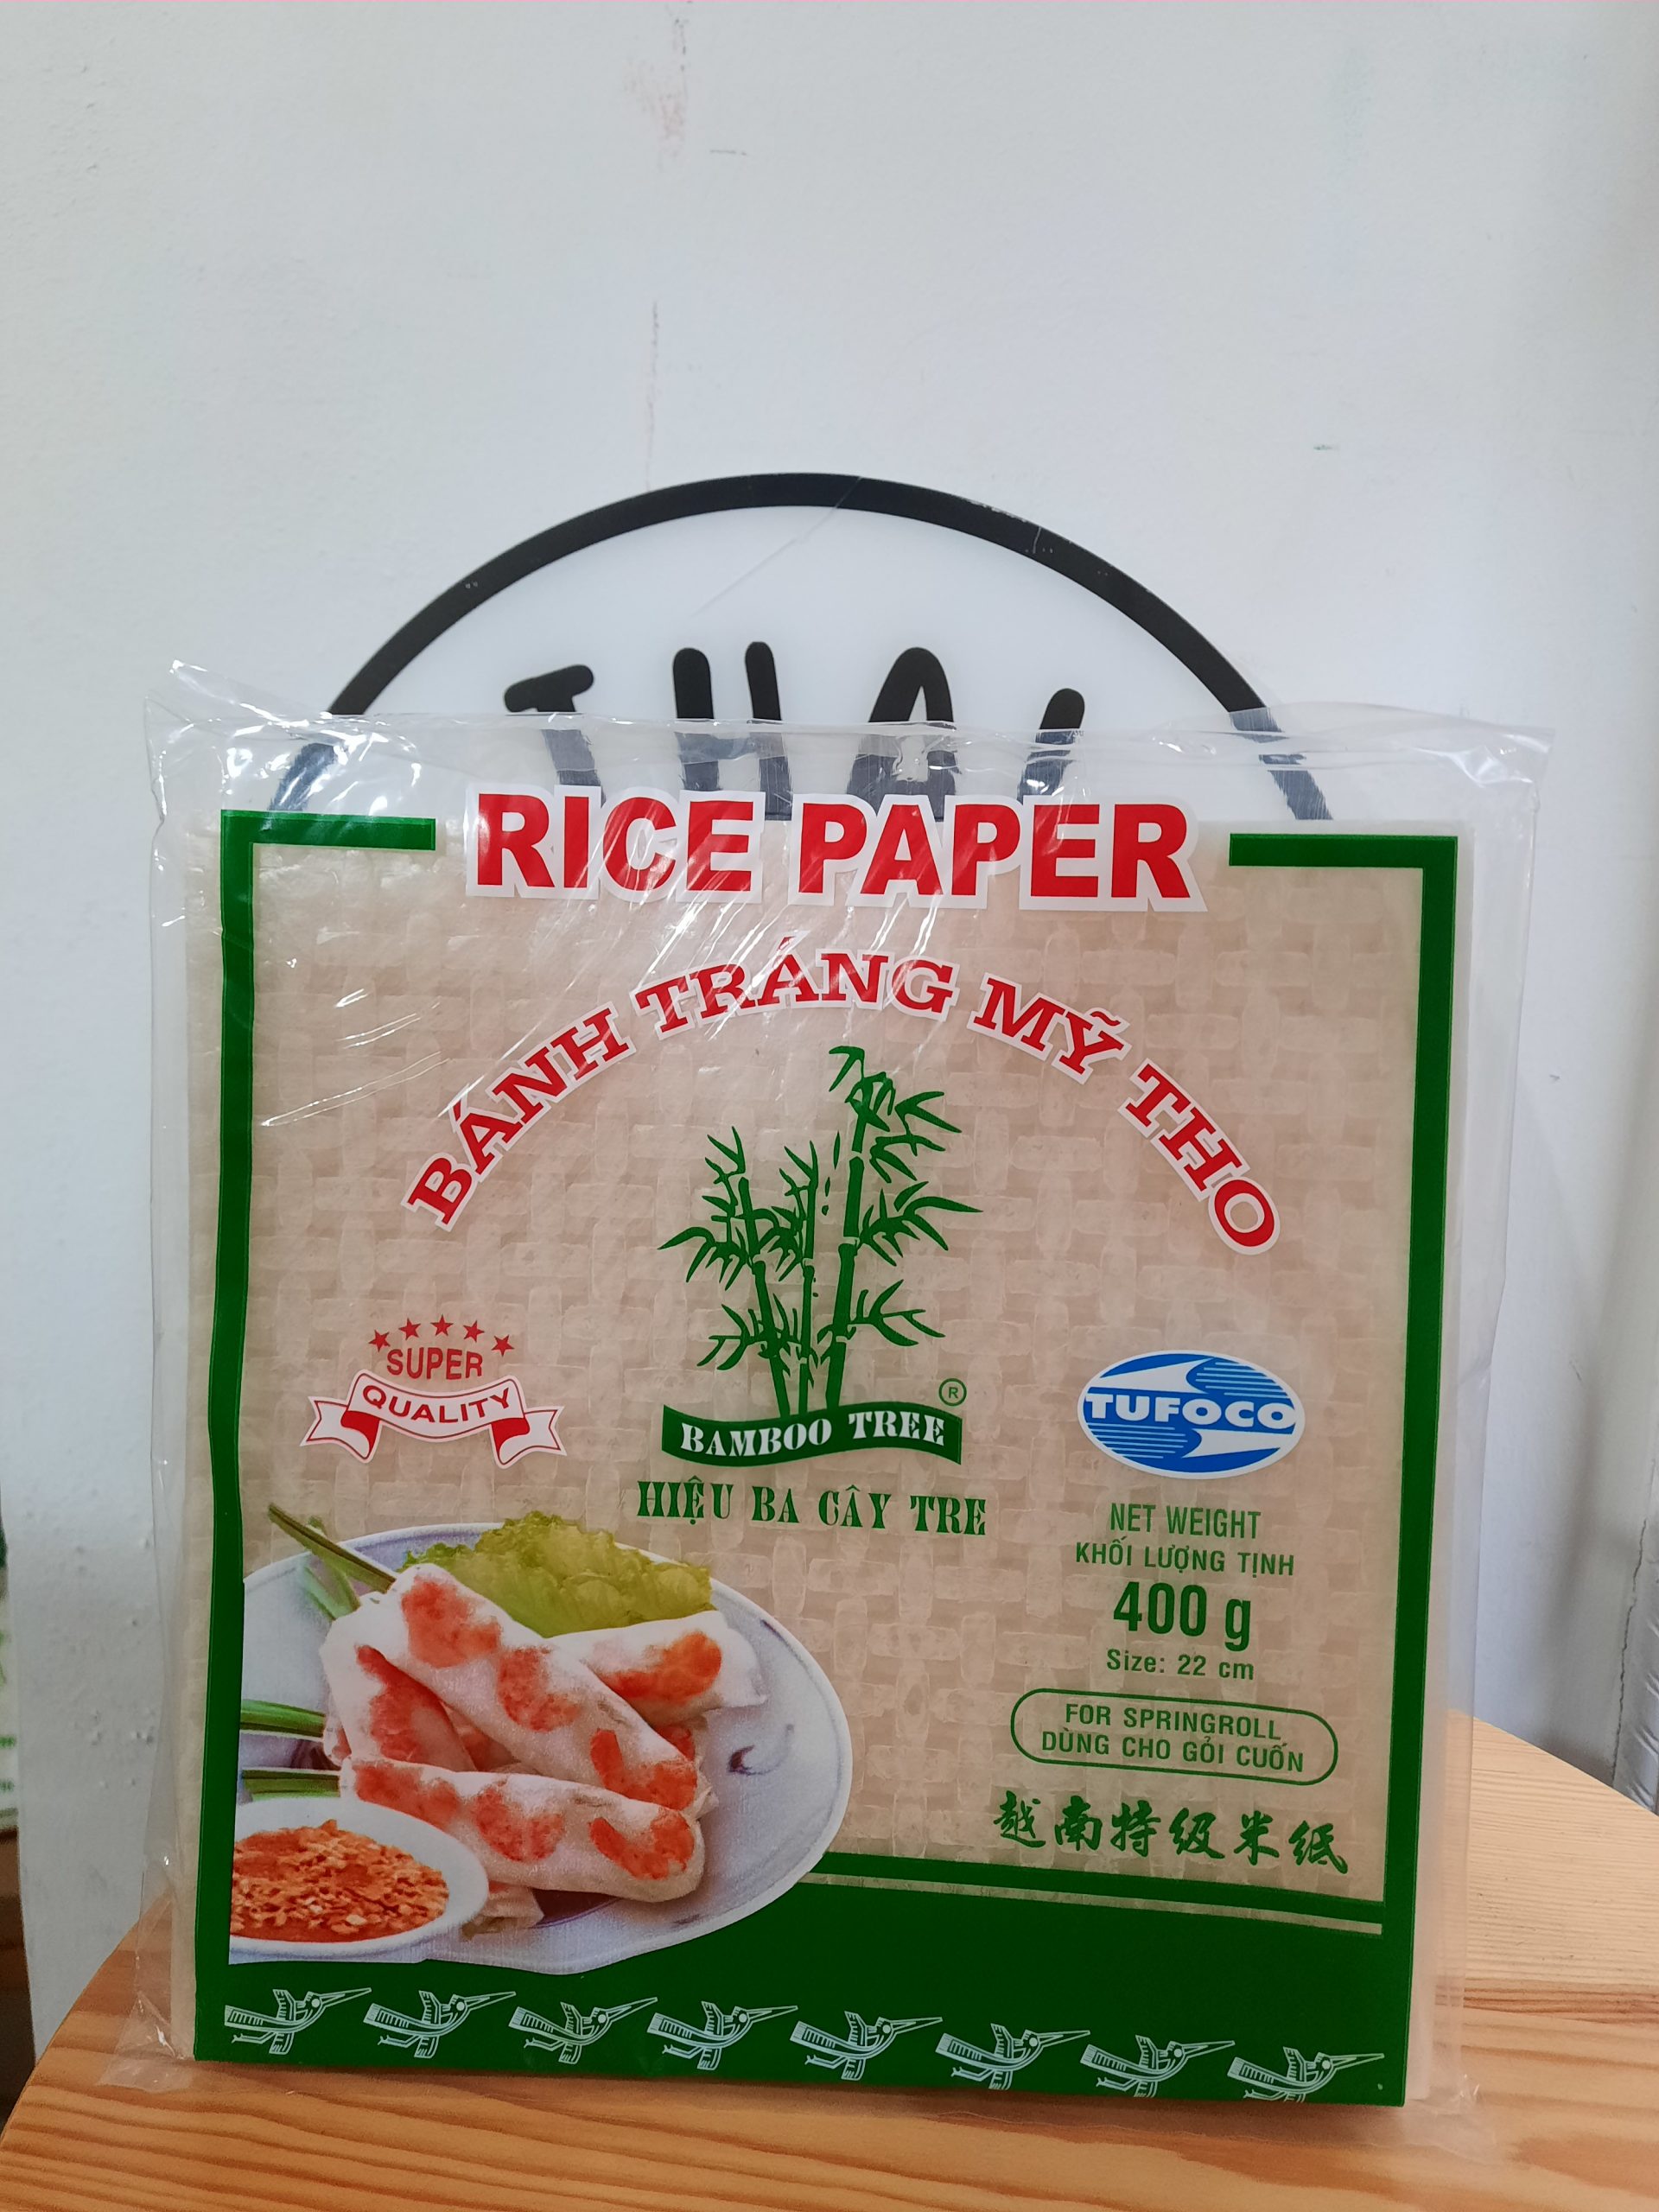 THAI
RICE PAPER
BÁNH TRÁNG MỸ THO
SUPER
QUALITY
®
BAMBOO TREE
HIỆU BA CÂY TRE
TUFOCO
NET WEIGHT
KHỐI LƯỢNG TỊNH
400 g
Size: 22 cm
FOR SPRINGROLL
DÙNG CHO GỎI CUỐN
越南特级米纸